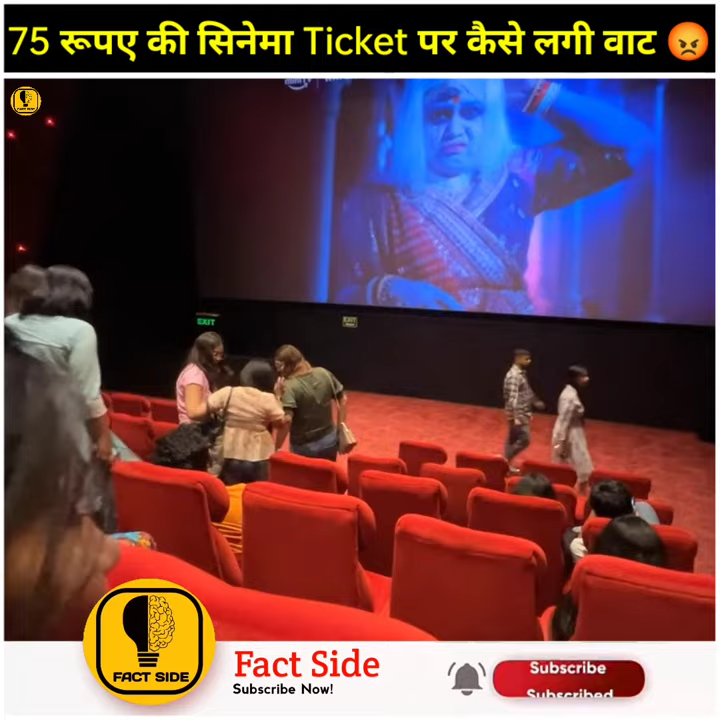 75 रूपए की सिनेमा Ticket पर कैसे लगी वाट 😡
EXIT
EXIT
FACT SIDE
Fact Side
Subscribe Now!
Subscribe
Subscribed